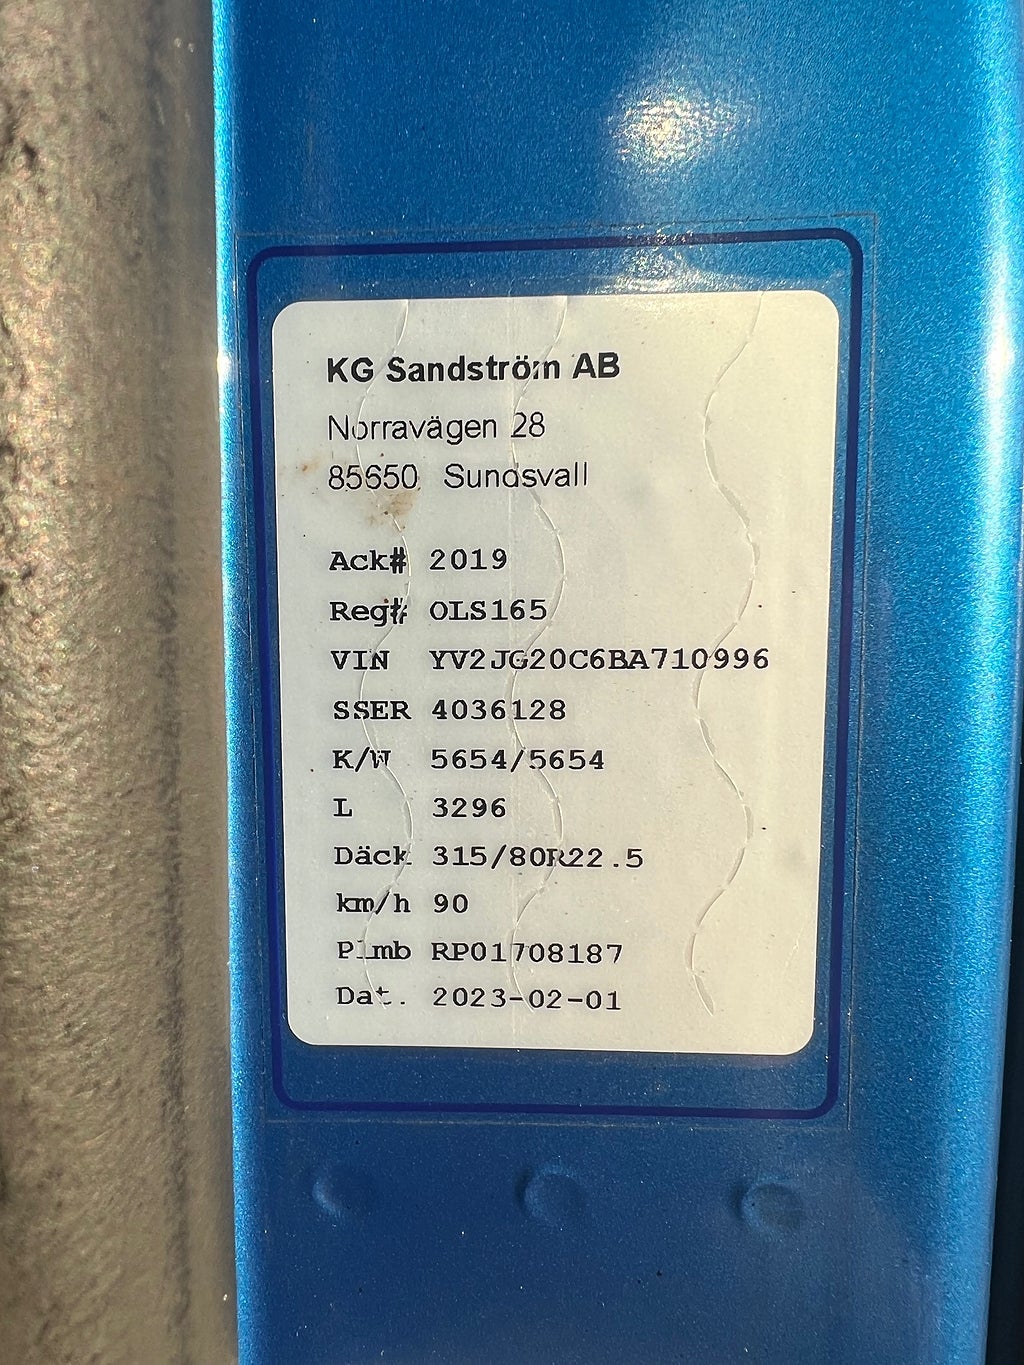 KG Sandström AB
Norravägen 28
85650 Sundsvall
Ack# 2019
Reg# OLS165
VIN YV2JG20C6BA710996
SSER 4036128
K/W 5654/5654
L 3296
Däck 315/80R22.5
km/h 90
Plmb RP01708187
Dat. 2023-02-01